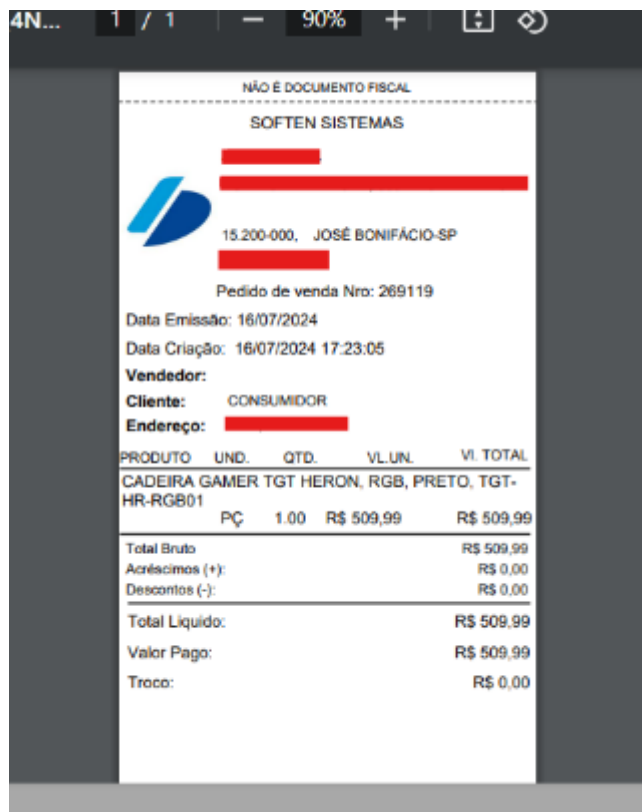 4N... 1 / 1 — 90% +
NÃO É DOCUMENTO FISCAL
SOFTEN SISTEMAS
15.200-000, JOSÉ BONIFÁCIO-SP
Pedido de venda Nro: 269119
Data Emissão: 16/07/2024
Data Criação: 16/07/2024 17:23:05
Vendedor:
Cliente: CONSUMIDOR
Endereço:
PRODUTO UND. QTD. VL.UN. Vl. TOTAL
CADEIRA GAMER TGT HERON, RGB, PRETO, TGT-
HR-RGB01
PÇ 1.00 R$ 509,99 R$ 509,99
Total Bruto R$ 509,99
Acréscimos (+): R$ 0,00
Descontos (-): R$ 0,00
Total Liquido: R$ 509,99
Valor Pago: R$ 509,99
Troco: R$ 0,00